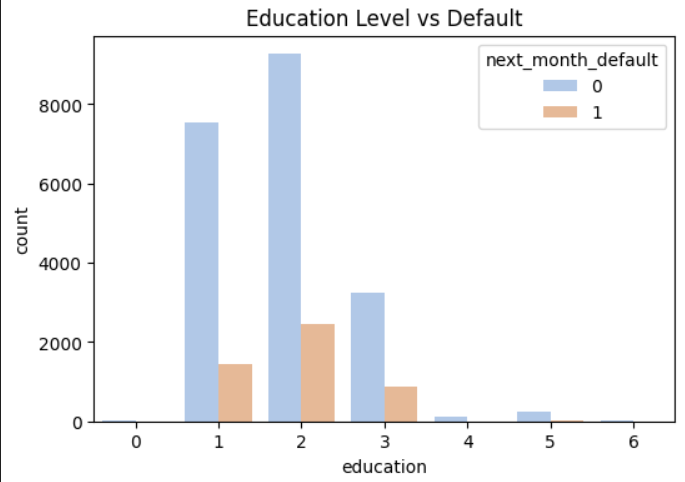 Education Level vs Default
next_month_default
0
1
8000
6000
4000
2000
0
count
0 1 2 3 4 5 6
education